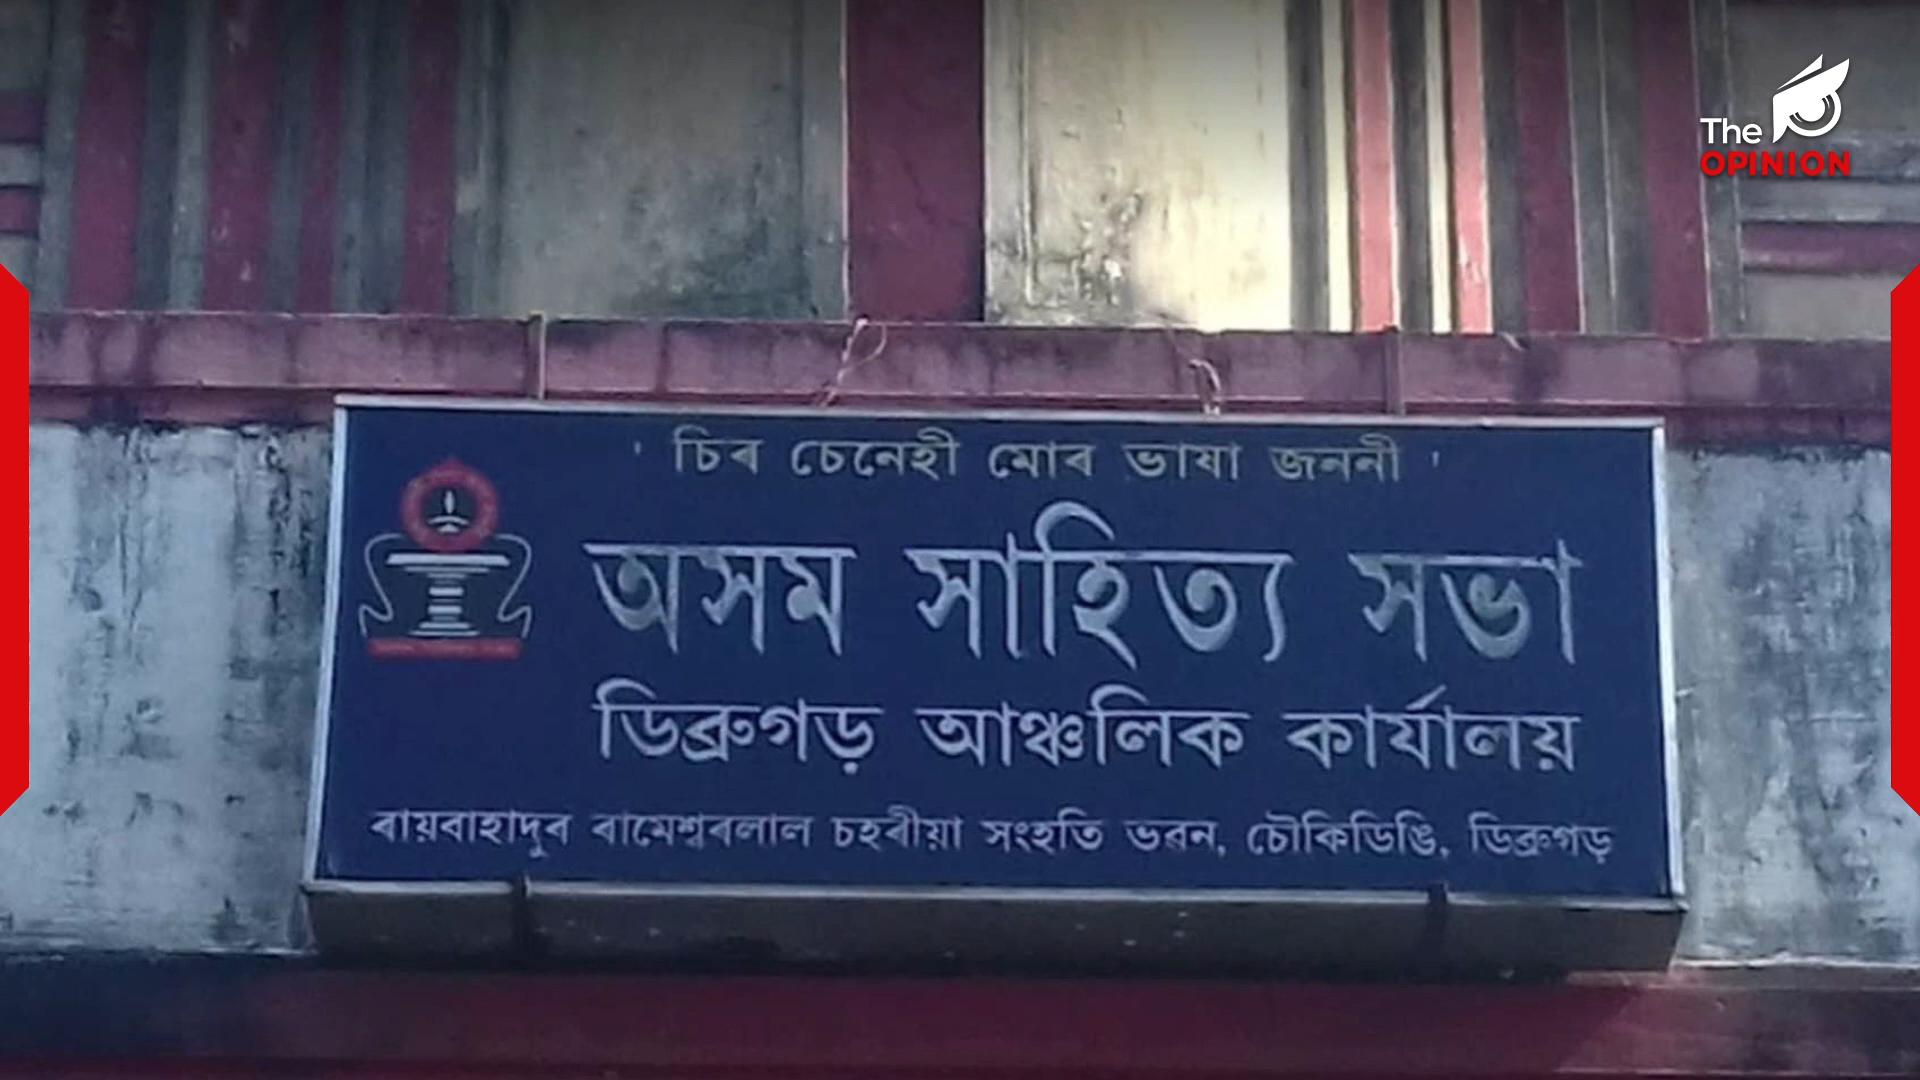 The
OPINION
' চিৰ চেনেহী মোৰ ভাষা জননী '
অসম সাহিত্য সভা
ডিব্ৰুগড় আঞ্চলিক কাৰ্যালয়
ৰায়বাহাদুৰ ৰামেশ্বৰলাল চহৰীয়া সংহতি ভৱন, চৌকিডিঙি, ডিব্ৰুগড়